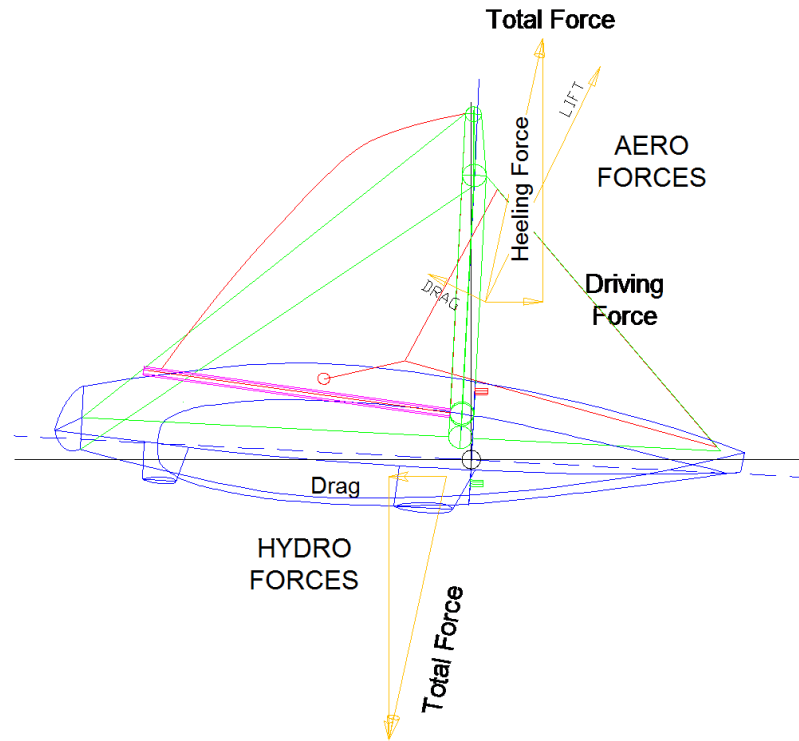 Total Force
LIFT
Heeling Force
AERO
FORCES
DRAG
Driving
Force
Drag
HYDRO
FORCES
Total Force